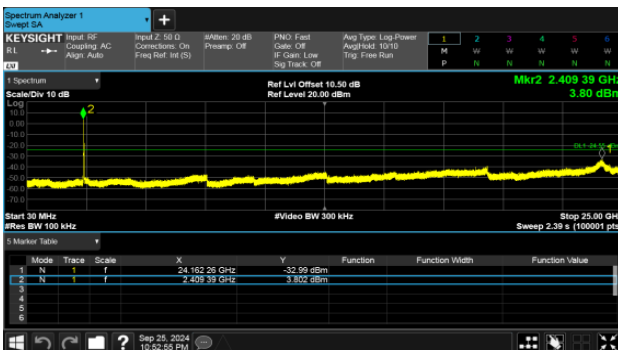 Spectrum Analyzer 1
Swept SA
KEYSIGHT Input: RF Input Z: 50 Ω #Atten: 20 dB PNO: Fast Avg Type: Log-Power 1 2 3 4 5 6
RL Coupling: AC Corrections: On Preamp: Off Gate: Off Avg|Hold: 10/10 M W W W W W
Align: Auto Freq Ref: Int (S) IF Gain: Low Trig: Free Run
LXI Sig Track: Off P N N N N N
1 Spectrum Ref Lvl Offset 10.50 dB Mkr2 2.409 39 GHz
Scale/Div 10 dB Ref Level 20.00 dBm 3.80 dBm
Log
10.0
0.00
-10.0
-20.0
-30.0
-40.0
-50.0
-60.0
-70.0
2
1
Start 30 MHz #Video BW 300 kHz Stop 25.00 GHz
#Res BW 100 kHz Sweep 2.39 s (100001 pts
5 Marker Table
Mode Trace Scale X Y Function Function Width Function Value
1 N 1 f 24.162 26 GHz -32.99 dBm
2 N 1 f 2.409 39 GHz 3.802 dBm
3
4
5
6
? Sep 25, 2024
10:52:55 PM